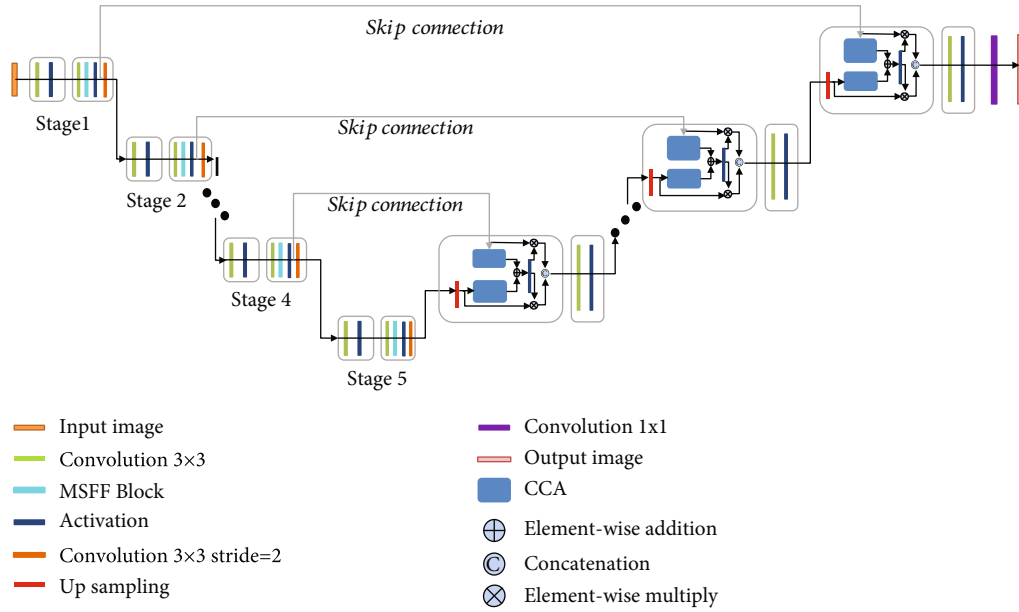 Skip connection
Stage1
Skip connection
Stage 2
Skip connection
Stage 4
Stage 5
C
C
C
Input image
Convolution 3×3
MSFF Block
Activation
Convolution 3×3 stride=2
Up sampling
Convolution 1x1
Output image
CCA
Element-wise addition
C Concatenation
Element-wise multiply